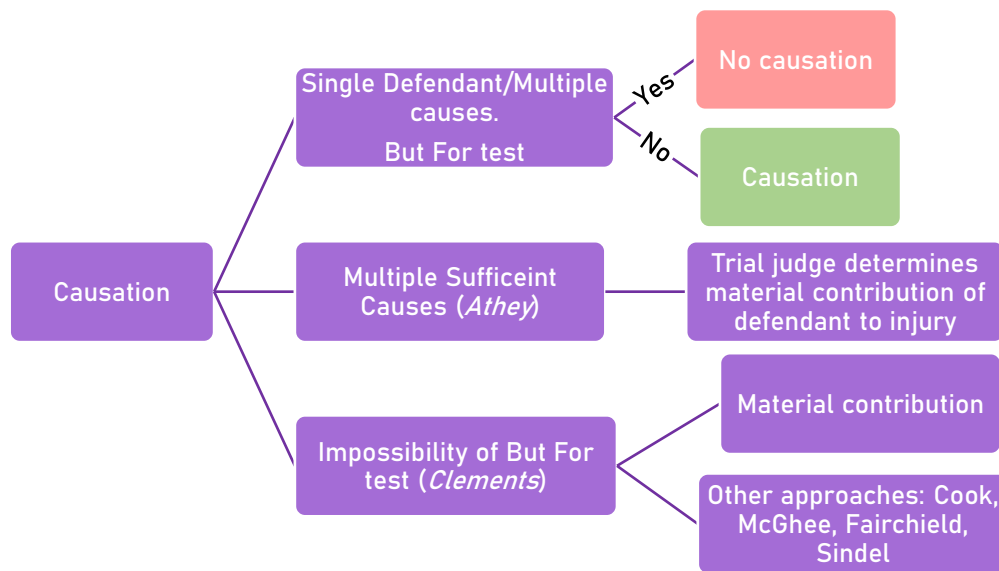 Causation
Single Defendant/Multiple
causes.
But For test
Yes
No causation
No
Causation
Multiple Sufficeint
Causes (Athey)
Trial judge determines
material contribution of
defendant to injury
Impossibility of But For
test (Clements)
Material contribution
Other approaches: Cook,
McGhee, Fairchield,
Sindel